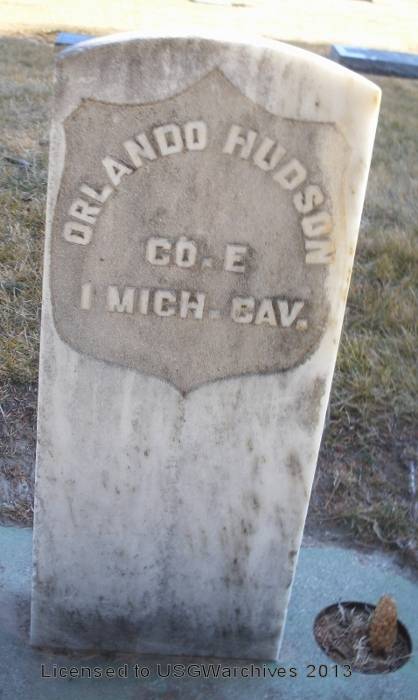 ORLANDO HUDSON
CO. E
1 MICH. CAV.
Licensed to USGWarchives 2013